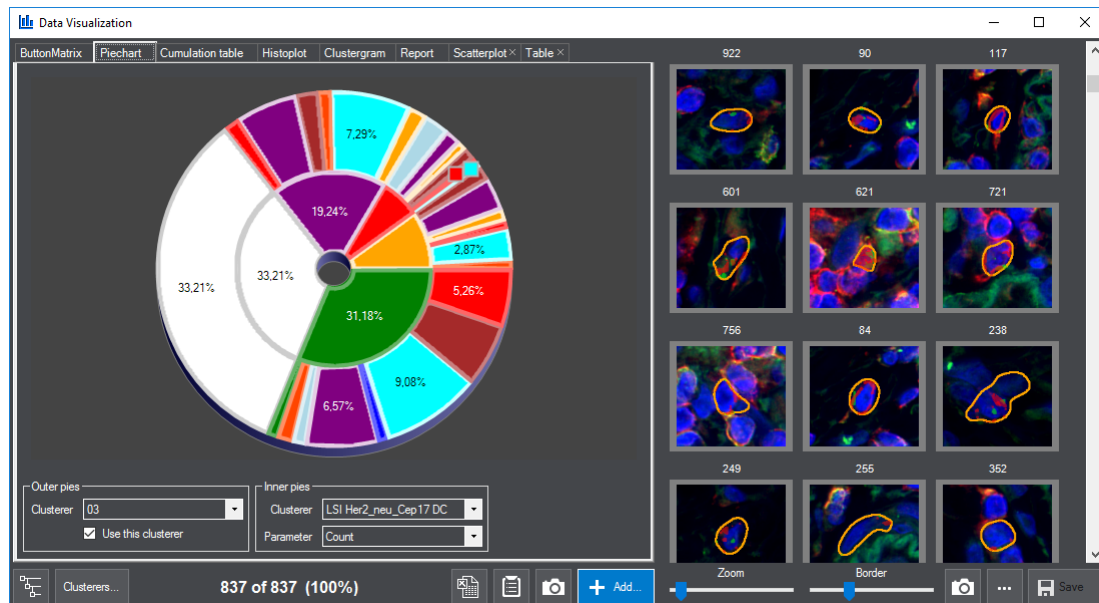 Data Visualization
ButtonMatrix Piechart Cumulation table Histoplot Clustergram Report Scatterplot Table
922 90 117
7,29%
19,24%
601 621 721
2,87%
33,21% 33,21%
5,26%
31,18%
756 84 238
9,08%
6,57%
249 255 352
Outer pies
Clusterer 03
Use this clusterer
Inner pies
Clusterer LSI Her2_neu_Cep17 DC
Parameter Count
Clusterers... 837 of 837 (100%) Add... Zoom Border ... Save